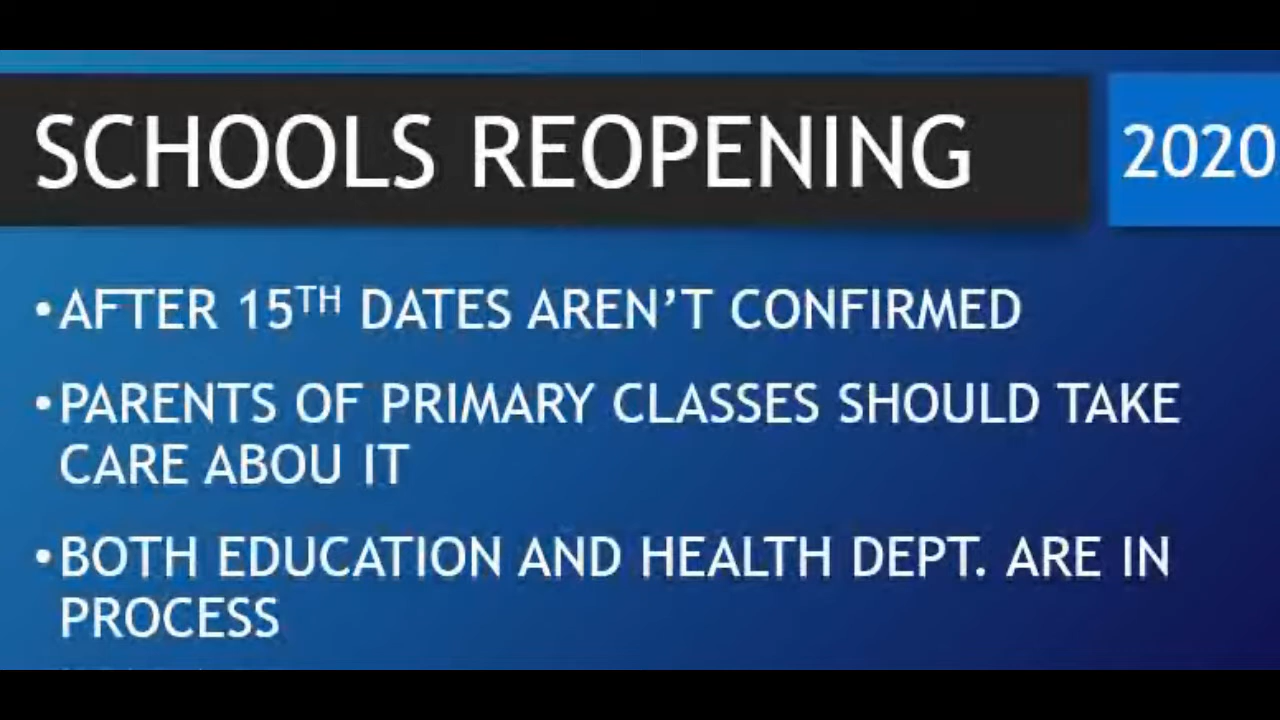 SCHOOLS REOPENING
2020
•AFTER 15TH DATES AREN’T CONFIRMED
•PARENTS OF PRIMARY CLASSES SHOULD TAKE
CARE ABOU IT
•BOTH EDUCATION AND HEALTH DEPT. ARE IN
PROCESS